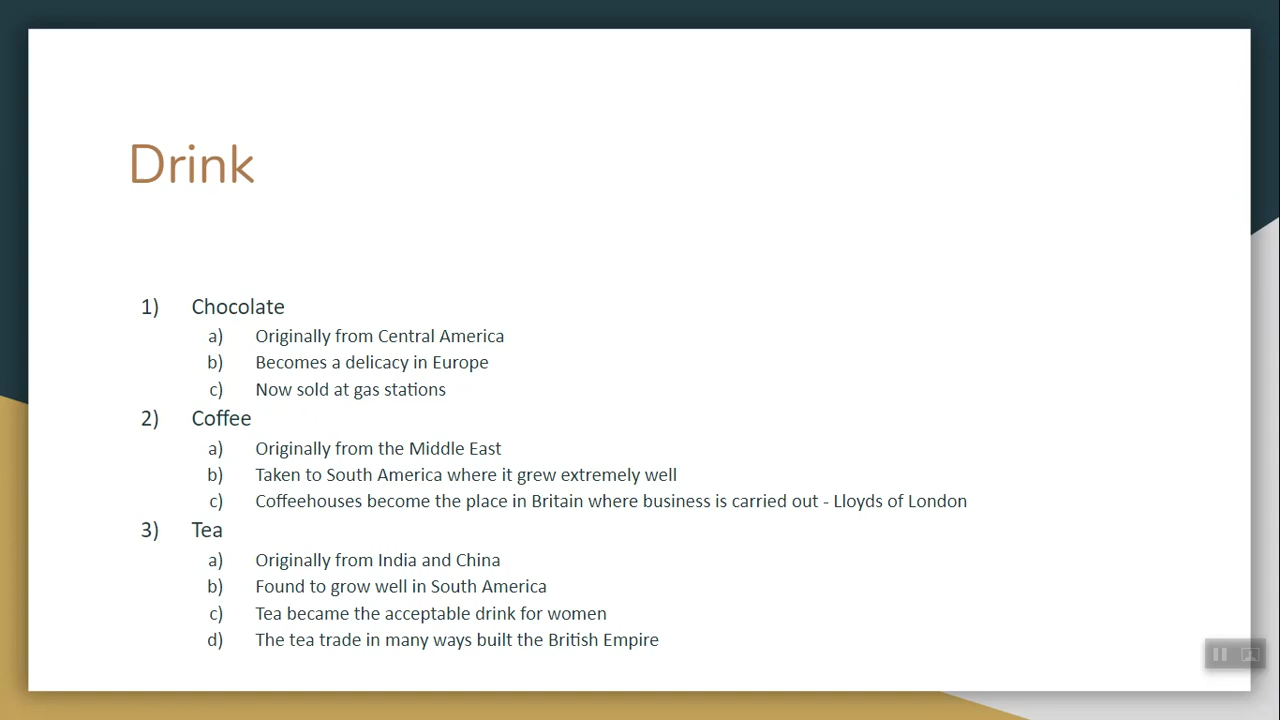 Drink
1) Chocolate
a) Originally from Central America
b) Becomes a delicacy in Europe
c) Now sold at gas stations
2) Coffee
a) Originally from the Middle East
b) Taken to South America where it grew extremely well
c) Coffeehouses become the place in Britain where business is carried out - Lloyds of London
3) Tea
a) Originally from India and China
b) Found to grow well in South America
c) Tea became the acceptable drink for women
d) The tea trade in many ways built the British Empire